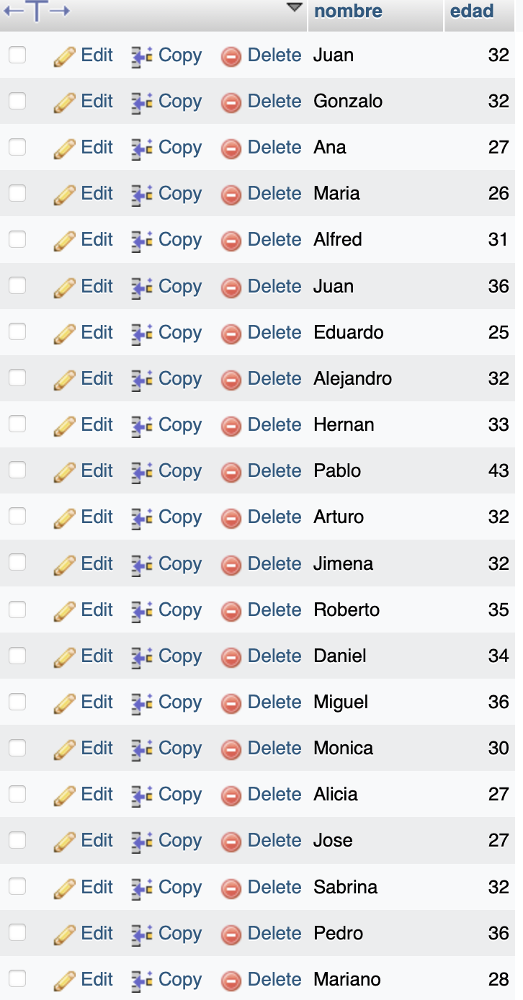 ←T→ nombre edad
Edit Copy Delete Juan 32
Edit Copy Delete Gonzalo 32
Edit Copy Delete Ana 27
Edit Copy Delete Maria 26
Edit Copy Delete Alfred 31
Edit Copy Delete Juan 36
Edit Copy Delete Eduardo 25
Edit Copy Delete Alejandro 32
Edit Copy Delete Hernan 33
Edit Copy Delete Pablo 43
Edit Copy Delete Arturo 32
Edit Copy Delete Jimena 32
Edit Copy Delete Roberto 35
Edit Copy Delete Daniel 34
Edit Copy Delete Miguel 36
Edit Copy Delete Monica 30
Edit Copy Delete Alicia 27
Edit Copy Delete Jose 27
Edit Copy Delete Sabrina 32
Edit Copy Delete Pedro 36
Edit Copy Delete Mariano 28